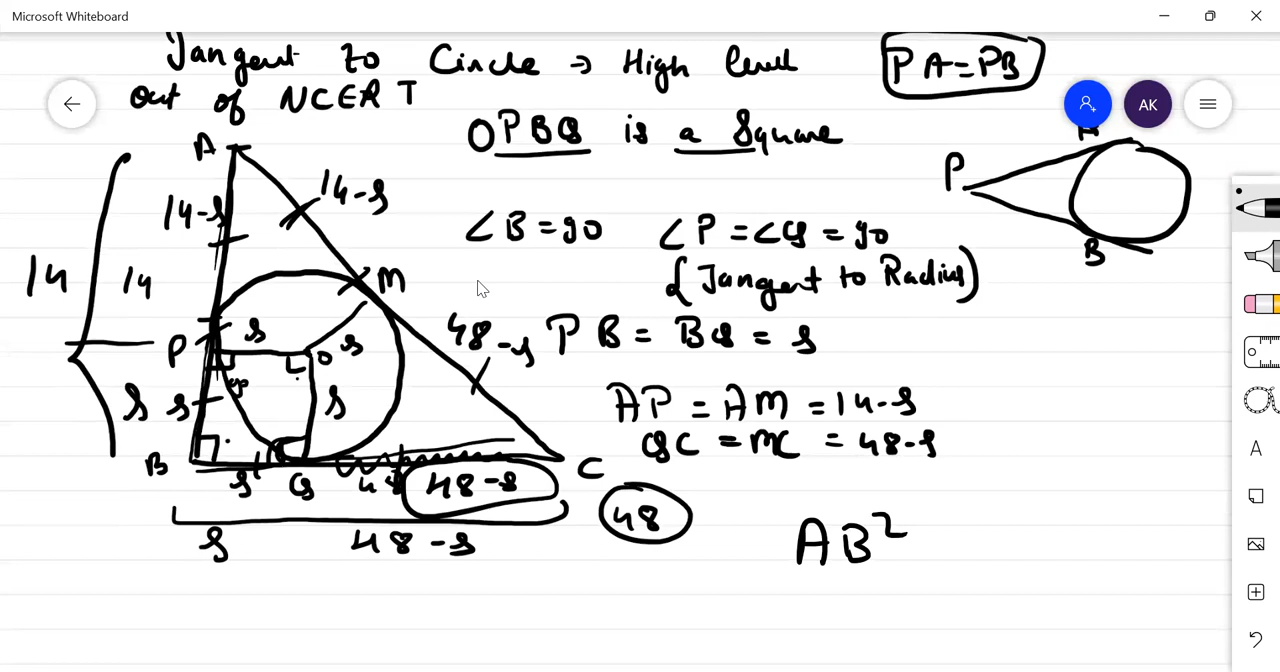 Microsoft Whiteboard
Tangent to Circle → High level
Out of NCERT
PA=PB
AK
OPBQ is a Square
A
P
B
14-r
14-r
∠B = 90
∠P = ∠Q = 90
{Tangent to Radius}
14
14
M
48-r
PB = BQ = r
P
r
O
r
90
r
r
r
AP = AM = 14-r
QC = MC = 48-r
B
r
Q
48-r
C
48
r
48-r
AB²
A